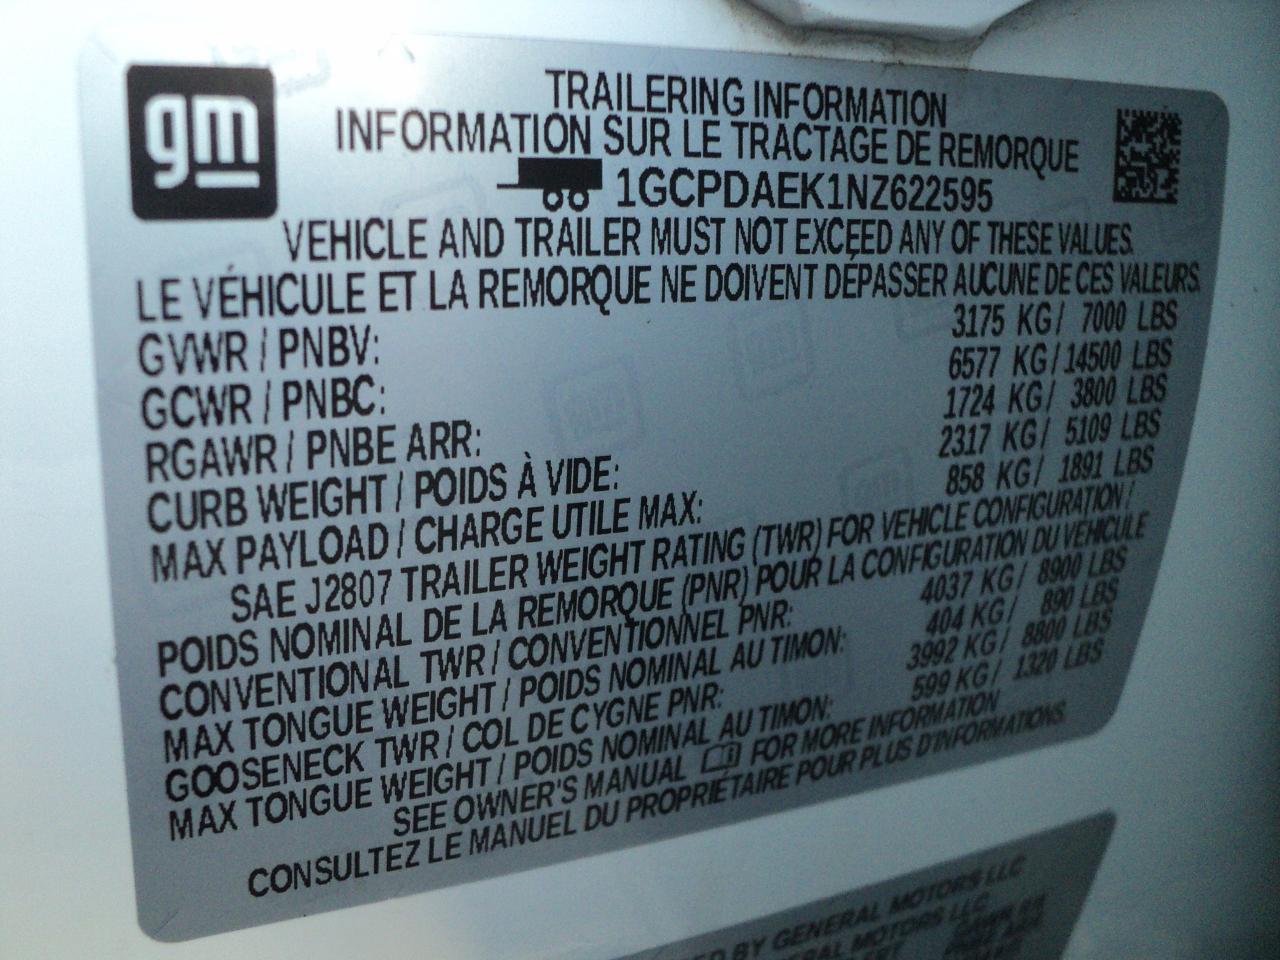 gm
TRAILERING INFORMATION
INFORMATION SUR LE TRACTAGE DE REMORQUE
1GCPDAEK1NZ622595
VEHICLE AND TRAILER MUST NOT EXCEED ANY OF THESE VALUES.
LE VÉHICULE ET LA REMORQUE NE DOIVENT DÉPASSER AUCUNE DE CES VALEURS.
GVWR / PNBV: 3175 KG / 7000 LBS
GCWR / PNBC: 6577 KG / 14500 LBS
RGAWR / PNBE ARR: 1724 KG / 3800 LBS
CURB WEIGHT / POIDS À VIDE: 2317 KG / 5109 LBS
MAX PAYLOAD / CHARGE UTILE MAX: 858 KG / 1891 LBS
SAE J2807 TRAILER WEIGHT RATING (TWR) FOR VEHICLE CONFIGURATION /
POIDS NOMINAL DE LA REMORQUE (PNR) POUR LA CONFIGURATION DU VÉHICULE
CONVENTIONAL TWR / CONVENTIONNEL PNR: 4037 KG / 8900 LBS
MAX TONGUE WEIGHT / POIDS NOMINAL AU TIMON: 404 KG / 890 LBS
GOOSENECK TWR / COL DE CYGNE PNR: 3992 KG / 8800 LBS
MAX TONGUE WEIGHT / POIDS NOMINAL AU TIMON: 599 KG / 1320 LBS
SEE OWNER'S MANUAL FOR MORE INFORMATION
CONSULTEZ LE MANUEL DU PROPRIÉTAIRE POUR PLUS D'INFORMATIONS
BY GENERAL MOTORS LLC
MOTORS LLC